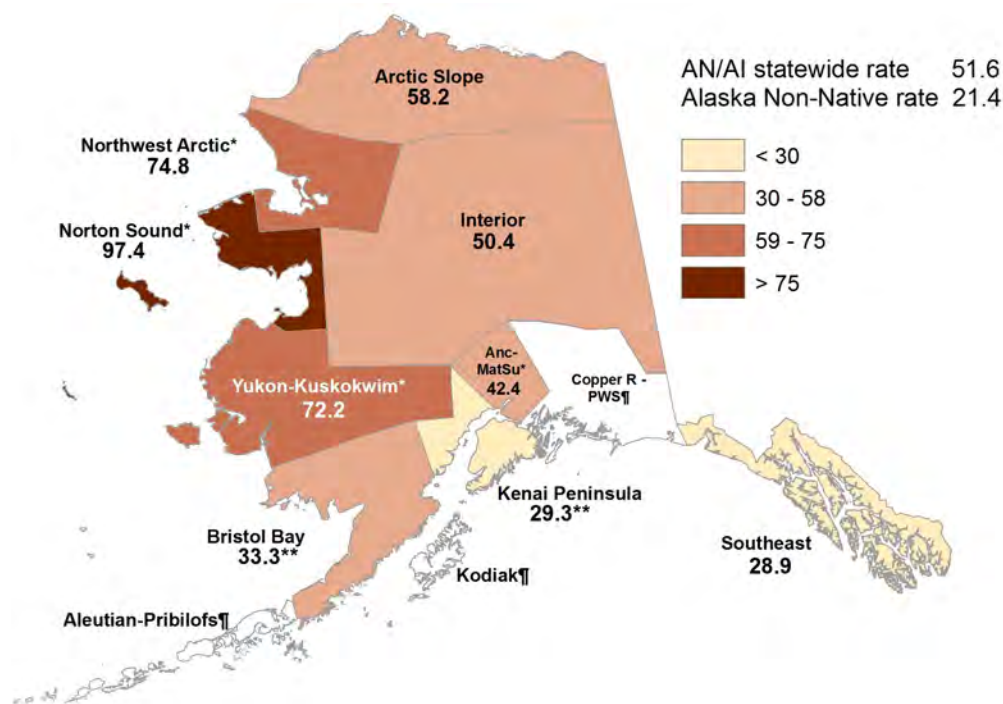 Arctic Slope
58.2
AN/AI statewide rate 51.6
Alaska Non-Native rate 21.4
< 30
30 - 58
59 - 75
> 75
Northwest Arctic*
74.8
Norton Sound*
97.4
Interior
50.4
Anc-
MatSu*
42.4
Copper R -
PWS¶
Yukon-Kuskokwim*
72.2
Kenai Peninsula
29.3**
Bristol Bay
33.3**
Southeast
28.9
Kodiak¶
Aleutian-Pribilofs¶